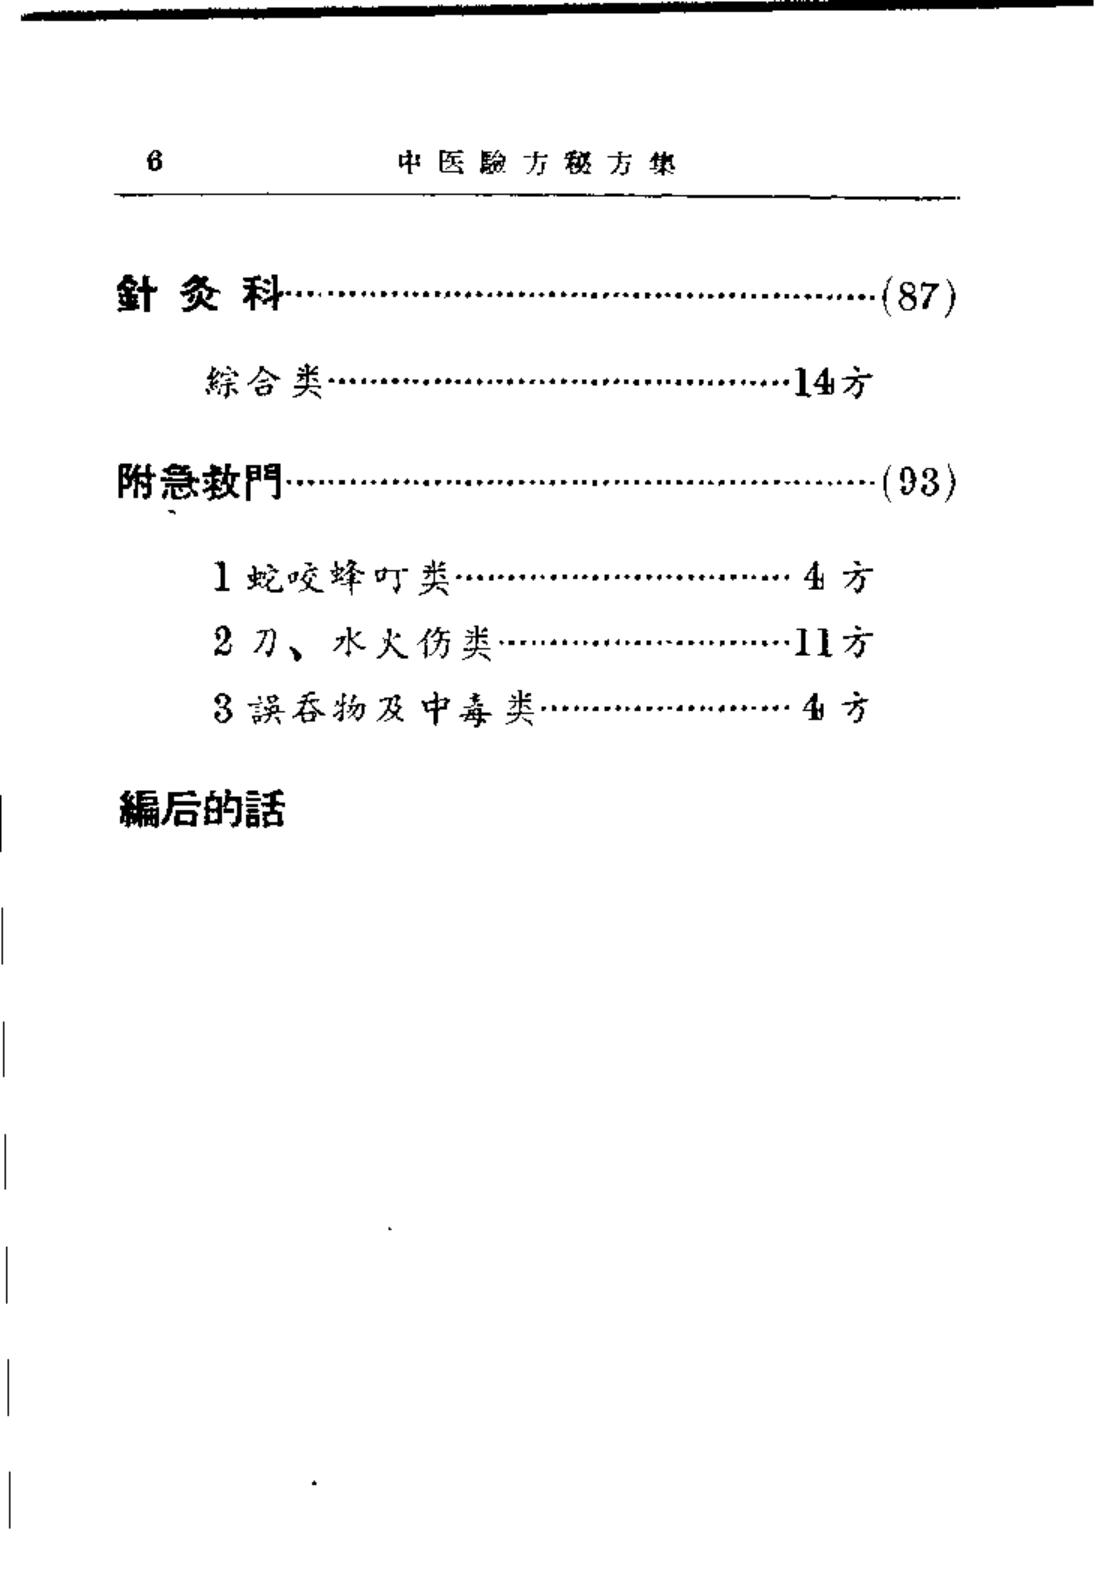 6 中医驗方秘方集
針灸科……………………………………………(87)
綜合类……………………………………14方
附急救門……………………………………………(93)
1 蛇咬蜂叮类…………………………4 方
2 刀、水火伤类………………………11方
3 誤吞物及中毒类……………………4 方
編后的話